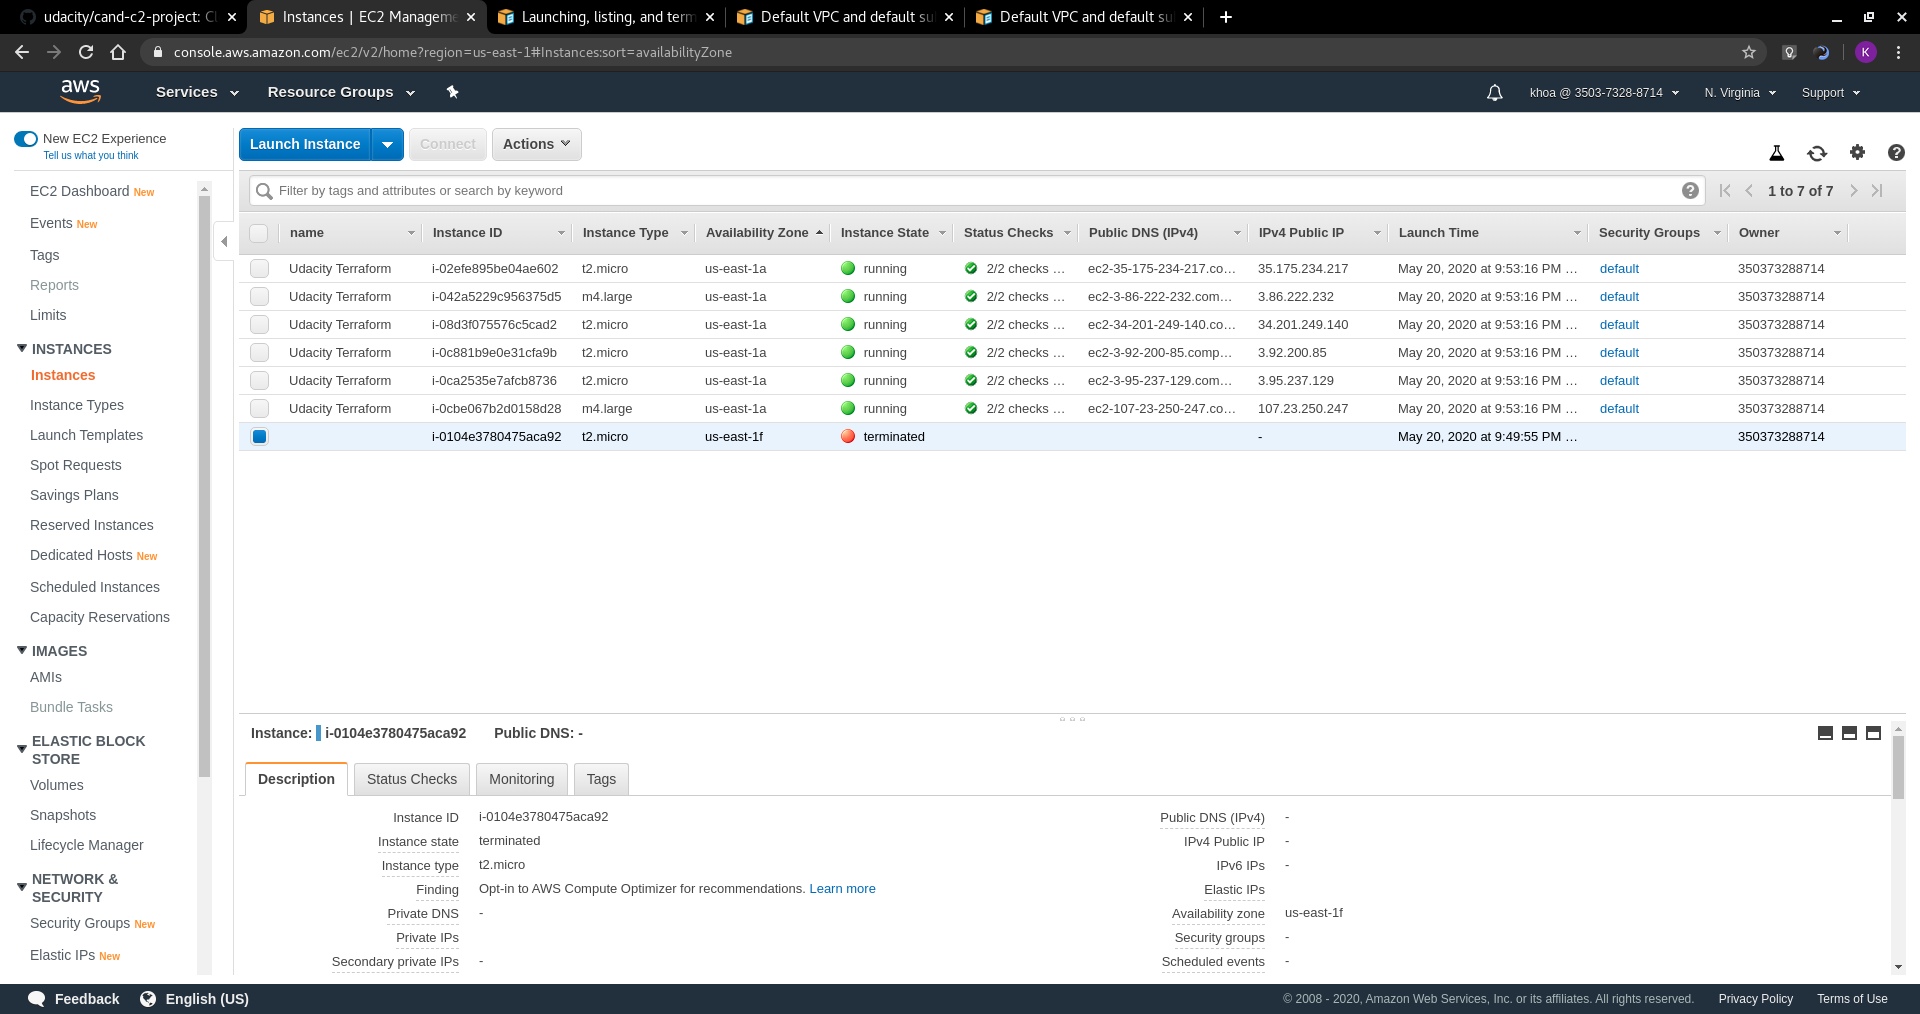 udacity/cand-c2-project: Cl
Instances | EC2 Manageme
Launching, listing, and term
Default VPC and default su
Default VPC and default su
console.aws.amazon.com/ec2/v2/home?region=us-east-1#Instances:sort=availabilityZone
K
aws
Services
Resource Groups
khoa @ 3503-7328-8714
N. Virginia
Support
New EC2 Experience
Tell us what you think
EC2 Dashboard New
Events New
Tags
Reports
Limits
INSTANCES
Instances
Instance Types
Launch Templates
Spot Requests
Savings Plans
Reserved Instances
Dedicated Hosts New
Scheduled Instances
Capacity Reservations
IMAGES
AMIs
Bundle Tasks
ELASTIC BLOCK
STORE
Volumes
Snapshots
Lifecycle Manager
NETWORK &
SECURITY
Security Groups New
Elastic IPs New
Launch Instance
Connect
Actions
Filter by tags and attributes or search by keyword
1 to 7 of 7
name Instance ID Instance Type Availability Zone Instance State Status Checks Public DNS (IPv4) IPv4 Public IP Launch Time Security Groups Owner
Udacity Terraform i-02efe895be04ae602 t2.micro us-east-1a running 2/2 checks … ec2-35-175-234-217.co… 35.175.234.217 May 20, 2020 at 9:53:16 PM … default 350373288714
Udacity Terraform i-042a5229c956375d5 m4.large us-east-1a running 2/2 checks … ec2-3-86-222-232.com… 3.86.222.232 May 20, 2020 at 9:53:16 PM … default 350373288714
Udacity Terraform i-08d3f075576c5cad2 t2.micro us-east-1a running 2/2 checks … ec2-34-201-249-140.co… 34.201.249.140 May 20, 2020 at 9:53:16 PM … default 350373288714
Udacity Terraform i-0c881b9e0e31cfa9b t2.micro us-east-1a running 2/2 checks … ec2-3-92-200-85.comp… 3.92.200.85 May 20, 2020 at 9:53:16 PM … default 350373288714
Udacity Terraform i-0ca2535e7afcb8736 t2.micro us-east-1a running 2/2 checks … ec2-3-95-237-129.com… 3.95.237.129 May 20, 2020 at 9:53:16 PM … default 350373288714
Udacity Terraform i-0cbe067b2d0158d28 m4.large us-east-1a running 2/2 checks … ec2-107-23-250-247.co… 107.23.250.247 May 20, 2020 at 9:53:16 PM … default 350373288714
i-0104e3780475aca92 t2.micro us-east-1f terminated - May 20, 2020 at 9:49:55 PM … 350373288714
Instance: i-0104e3780475aca92 Public DNS: -
Description Status Checks Monitoring Tags
Instance ID i-0104e3780475aca92
Instance state terminated
Instance type t2.micro
Finding Opt-in to AWS Compute Optimizer for recommendations. Learn more
Private DNS -
Private IPs
Secondary private IPs -
Public DNS (IPv4) -
IPv4 Public IP -
IPv6 IPs -
Elastic IPs
Availability zone us-east-1f
Security groups -
Scheduled events -
Feedback
English (US)
© 2008 - 2020, Amazon Web Services, Inc. or its affiliates. All rights reserved.
Privacy Policy
Terms of Use